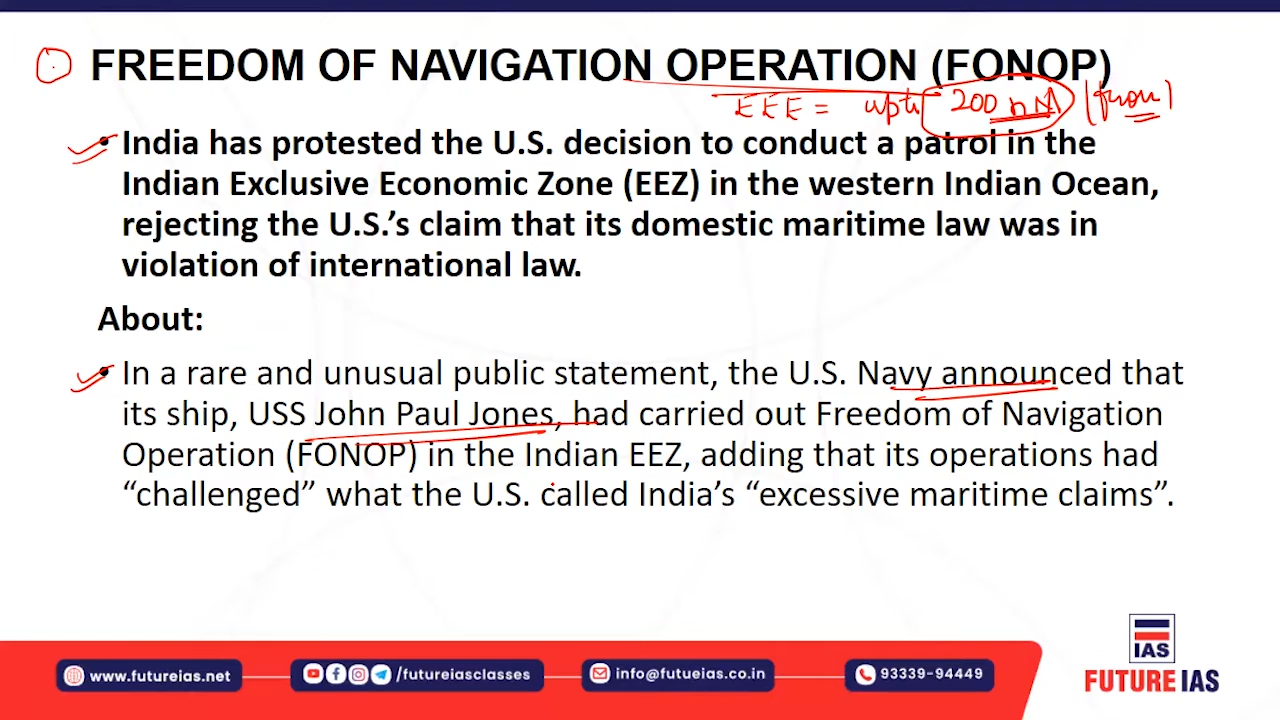 FREEDOM OF NAVIGATION OPERATION (FONOP)
EEE = upto 200 nM (from)
• India has protested the U.S. decision to conduct a patrol in the
Indian Exclusive Economic Zone (EEZ) in the western Indian Ocean,
rejecting the U.S.’s claim that its domestic maritime law was in
violation of international law.
About:
• In a rare and unusual public statement, the U.S. Navy announced that
its ship, USS John Paul Jones, had carried out Freedom of Navigation
Operation (FONOP) in the Indian EEZ, adding that its operations had
“challenged” what the U.S. called India’s “excessive maritime claims”.
www.futureias.net
/futureiasclasses
info@futueias.co.in
93339-94449
IAS
FUTURE IAS